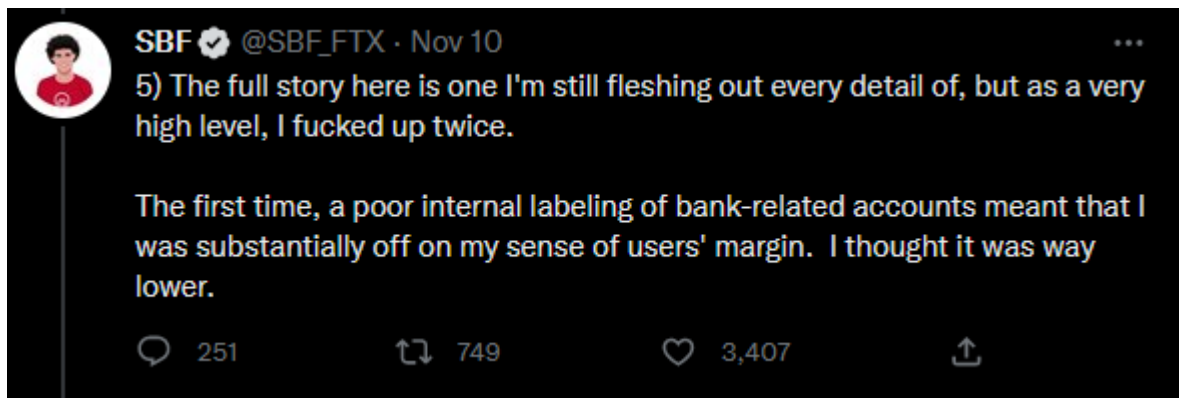 SBF @SBF_FTX · Nov 10
5) The full story here is one I'm still fleshing out every detail of, but as a very
high level, I fucked up twice.
The first time, a poor internal labeling of bank-related accounts meant that I
was substantially off on my sense of users' margin.  I thought it was way
lower.
251 749 3,407